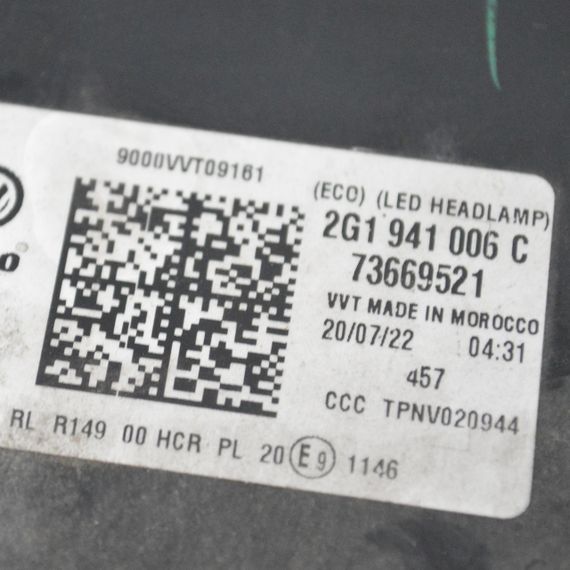 9000VVT09161
(ECO) (LED HEADLAMP)
2G1 941 006 C
73669521
VVT MADE IN MOROCCO
20/07/22 04:31
457
CCC TPNV020944
RL R149 00 HCR PL 20 E9 1146